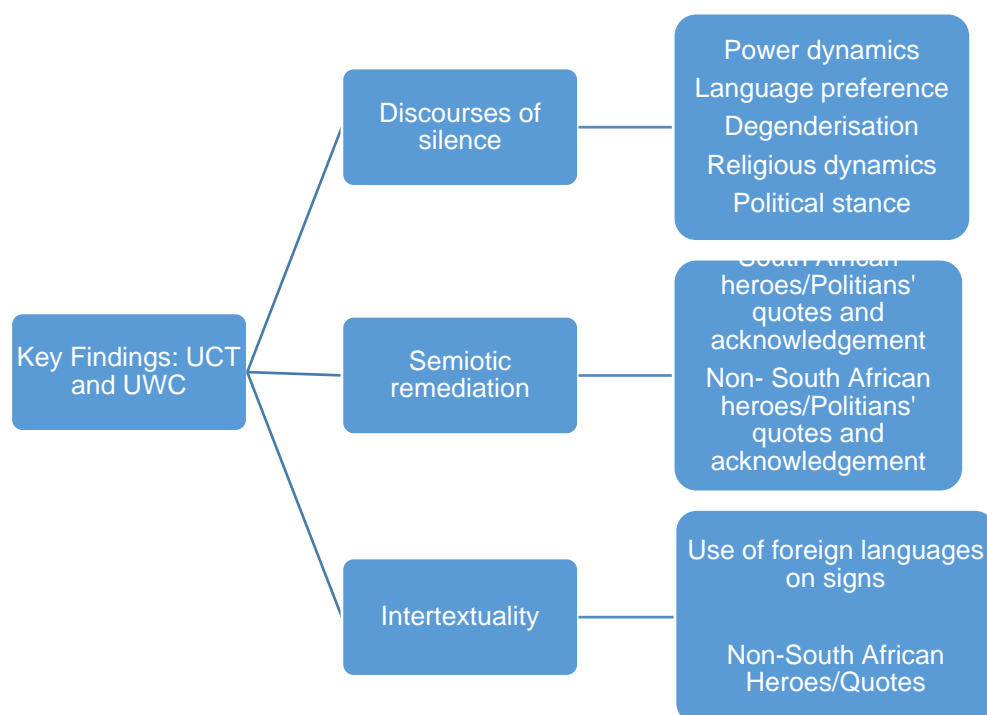 Key Findings: UCT
and UWC
Discourses of
silence
Power dynamics
Language preference
Degenderisation
Religious dynamics
Political stance
Semiotic
remediation
South African
heroes/Politians'
quotes and
acknowledgement
Non- South African
heroes/Politians'
quotes and
acknowledgement
Intertextuality
Use of foreign languages
on signs
Non-South African
Heroes/Quotes